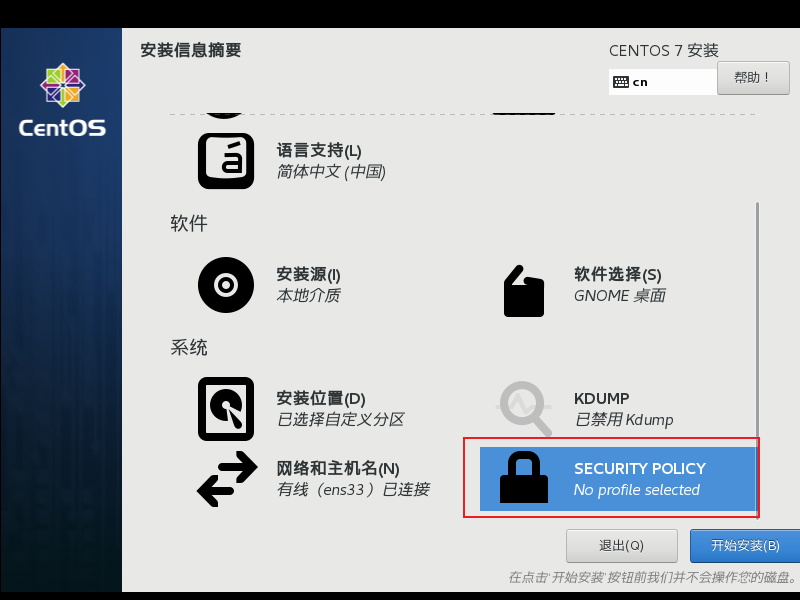 安装信息摘要
CENTOS 7 安装
cn
帮助！
CentOS
á
语言支持(L)
简体中文 (中国)
软件
安装源(I)
本地介质
软件选择(S)
GNOME 桌面
系统
安装位置(D)
已选择自定义分区
KDUMP
已禁用 Kdump
网络和主机名(N)
有线（ens33）已连接
SECURITY POLICY
No profile selected
退出(Q)
开始安装(B)
在点击'开始安装'按钮前我们并不会操作您的磁盘。